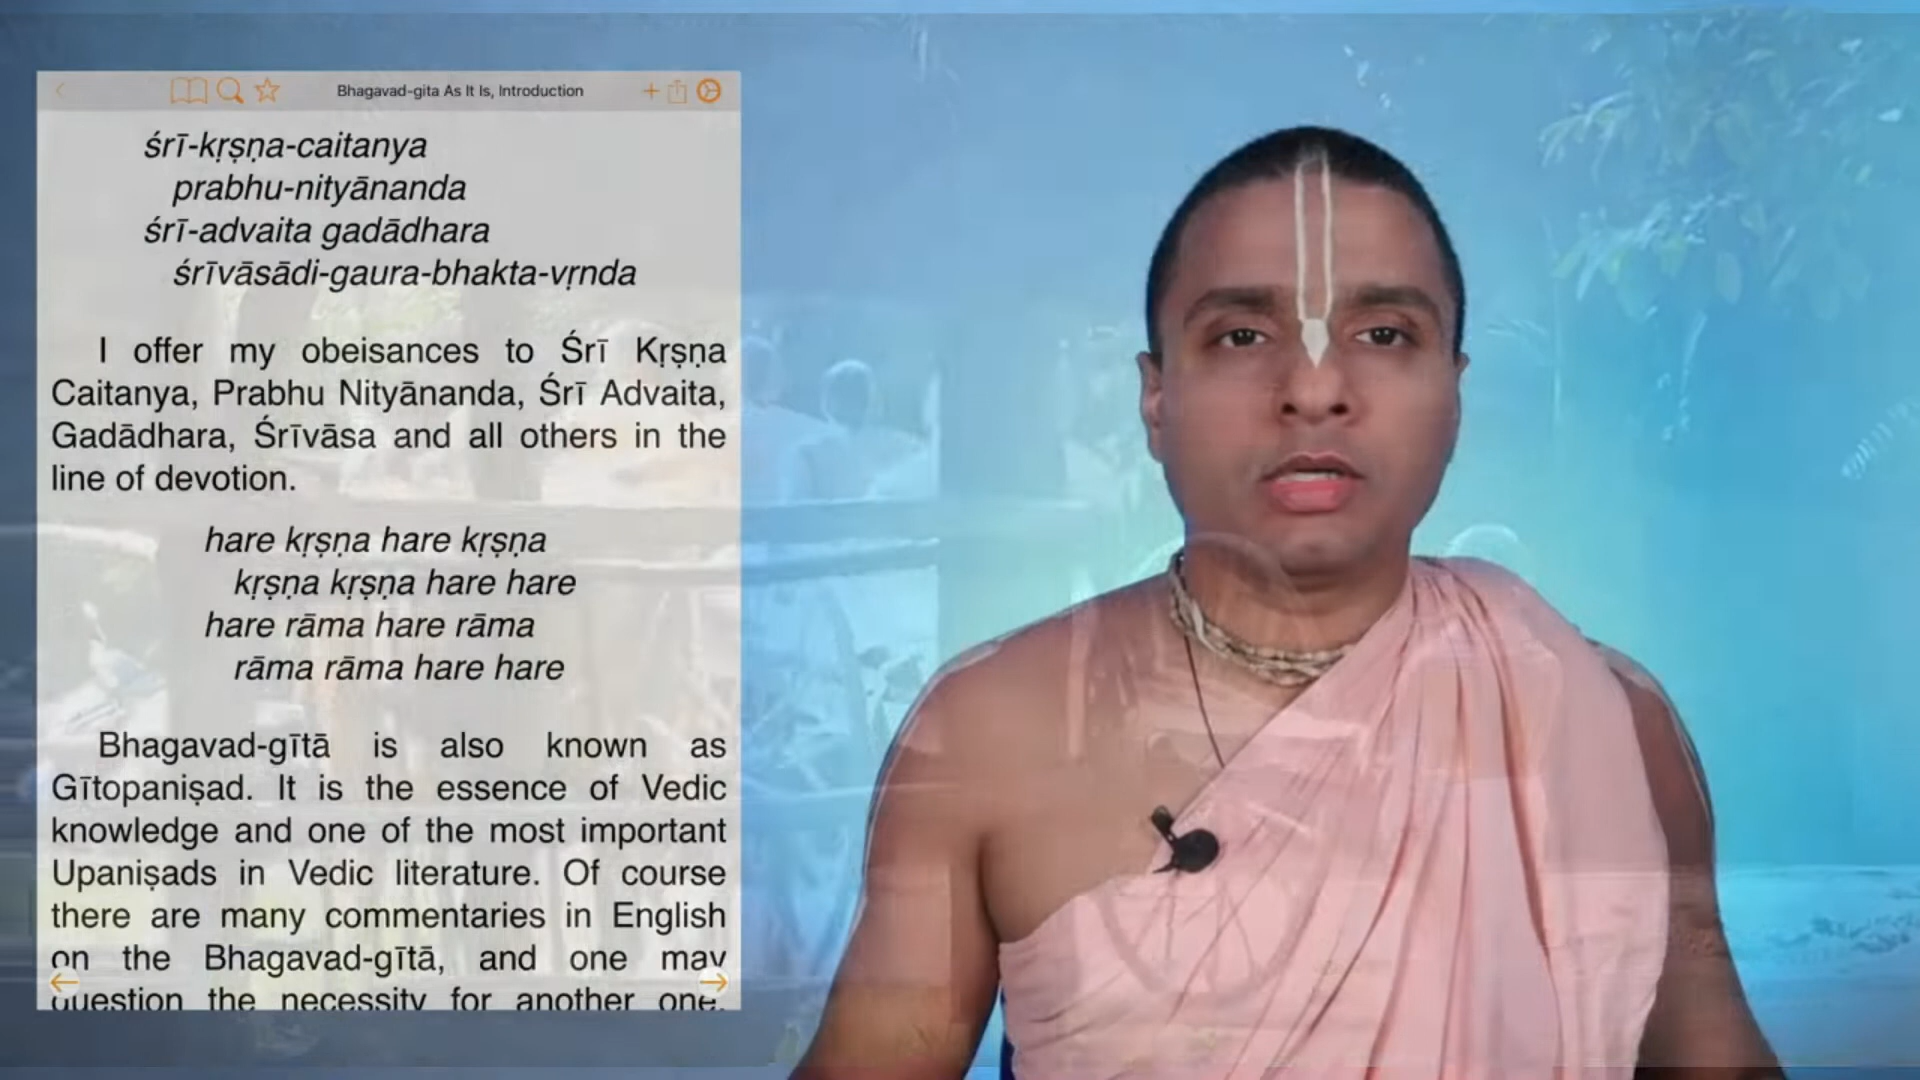 Bhagavad-gita As It Is, Introduction
śrī-kṛṣṇa-caitanya
prabhu-nityānanda
śrī-advaita gadādhara
śrīvāsādi-gaura-bhakta-vṛnda
I offer my obeisances to Śrī Kṛṣṇa
Caitanya, Prabhu Nityānanda, Śrī Advaita,
Gadādhara, Śrīvāsa and all others in the
line of devotion.
hare kṛṣṇa hare kṛṣṇa
kṛṣṇa kṛṣṇa hare hare
hare rāma hare rāma
rāma rāma hare hare
Bhagavad-gītā is also known as
Gītopaniṣad. It is the essence of Vedic
knowledge and one of the most important
Upaniṣads in Vedic literature. Of course
there are many commentaries in English
on the Bhagavad-gītā, and one may
question the necessity for another one.